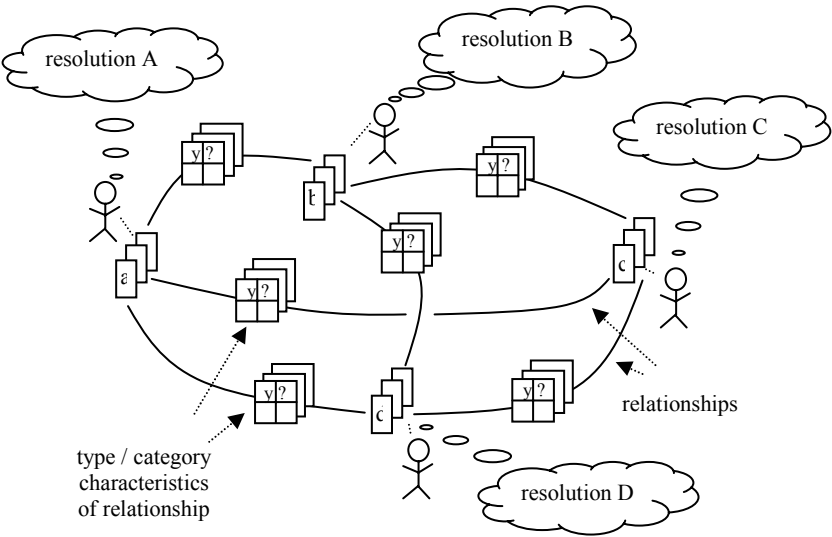 resolution A
resolution B
resolution C
y ?
y ?
b
y ?
a
c
y ?
y ?
y ?
d
relationships
type / category
characteristics
of relationship
resolution D